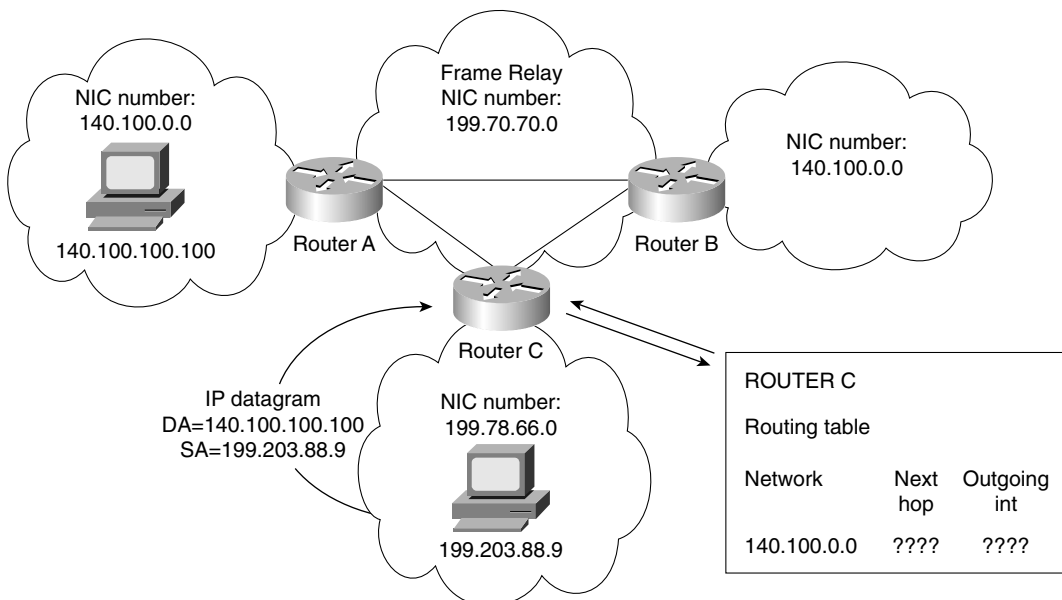 NIC number:
140.100.0.0
140.100.100.100
Router A
Frame Relay
NIC number:
199.70.70.0
Router B
NIC number:
140.100.0.0
Router C
IP datagram
DA=140.100.100.100
SA=199.203.88.9
NIC number:
199.78.66.0
199.203.88.9
ROUTER C
Routing table
Network Next hop Outgoing int
140.100.0.0 ???? ????